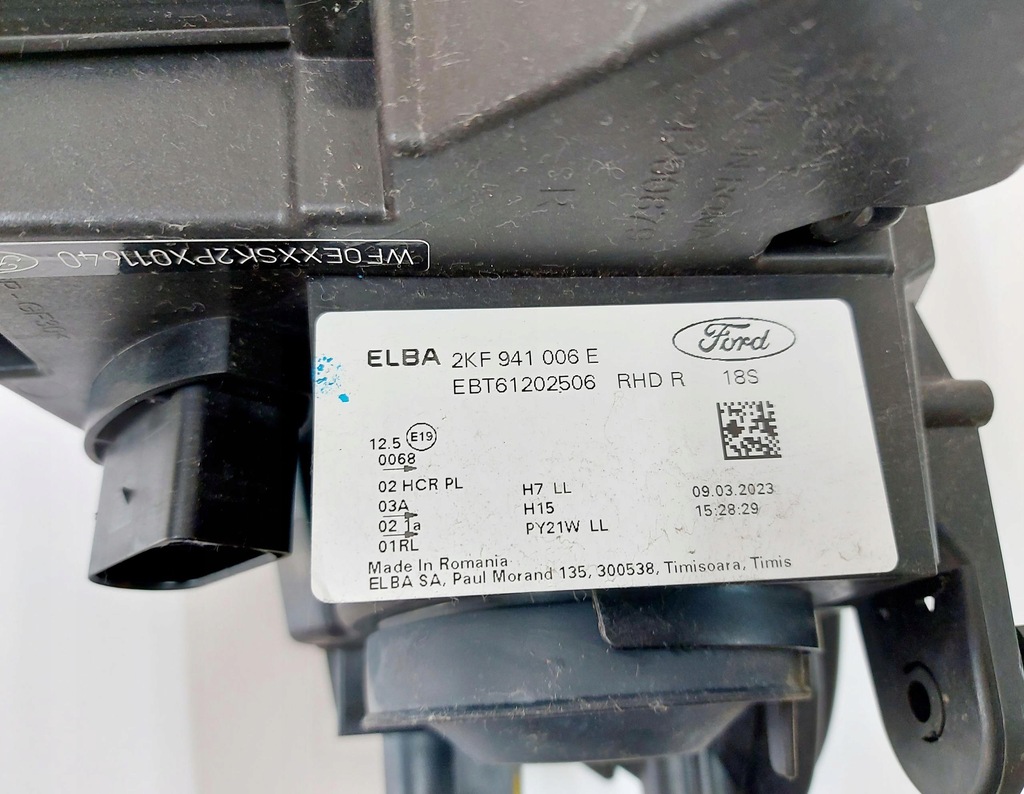 WF0EXXSK2PX011640
ELBA 2KF 941 006 E
Ford
EBT61202506 RHD R 18S
12.5 E19
0068
02 HCR PL H7 LL 09.03.2023
03A H15 15:28:29
02 1a PY21W LL
01RL
Made In Romania
ELBA SA, Paul Morand 135, 300538, Timisoara, Timis